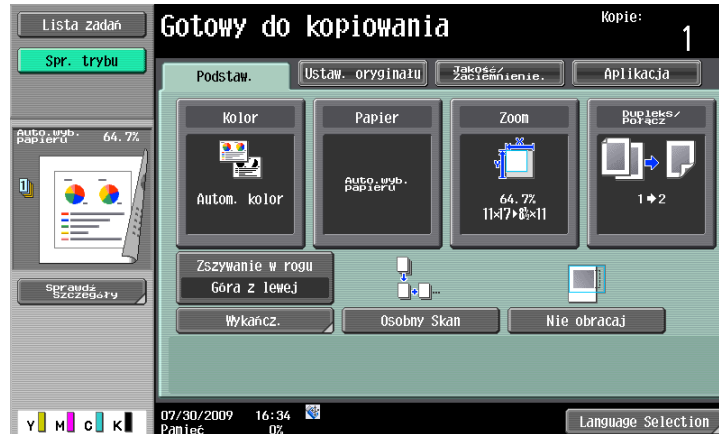 Lista zadań
Spr. trybu
Gotowy do kopiowania
Kopie:
1
Podstaw.
Ustaw. oryginału
Jakość/
Zaciemnienie.
Aplikacja
Auto.wyb.
papieru
64.7%
1
Sprawdź
Szczegóły
Kolor
Autom. kolor
Papier
Auto.wyb.
papieru
Zoom
64.7%
11×17▸8½×11
Dupleks/
Porącz
1➧2
Zszywanie w rogu
Góra z lewej
Wykańcz.
Osobny Skan
Nie obracaj
Y M C K
07/30/2009 16:34
Pamięć 0%
Language Selection